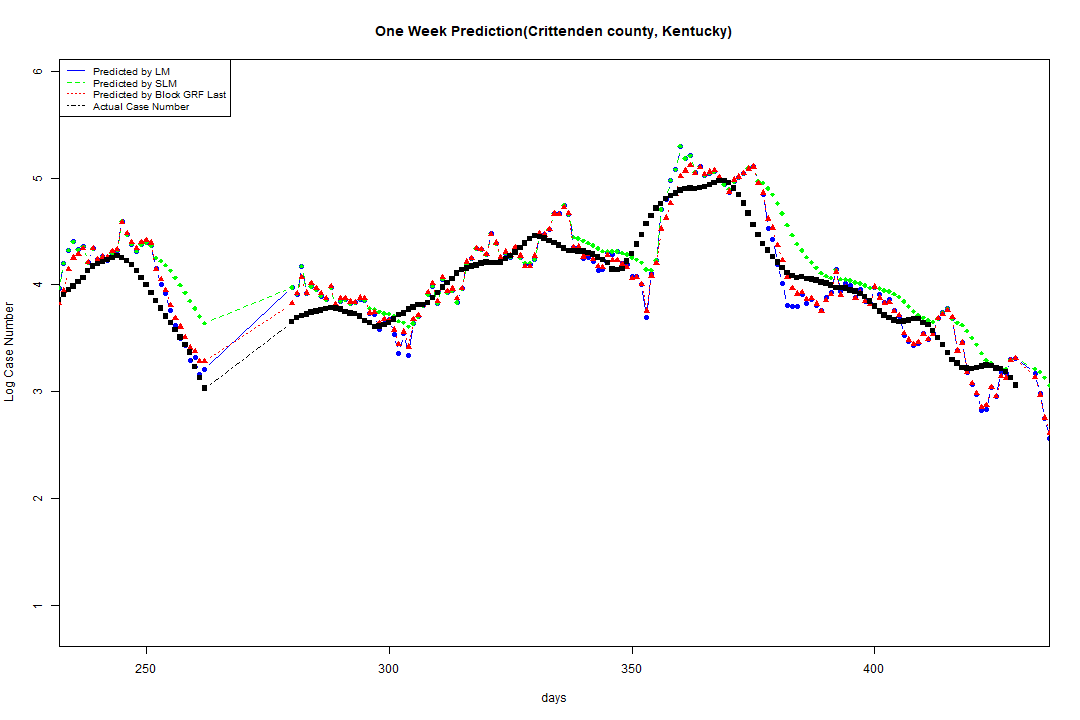 One Week Prediction(Crittenden county, Kentucky)
Predicted by LM
Predicted by SLM
Predicted by Block GRF Last
Actual Case Number
Log Case Number
6
5
4
3
2
1
250
300
350
400
days